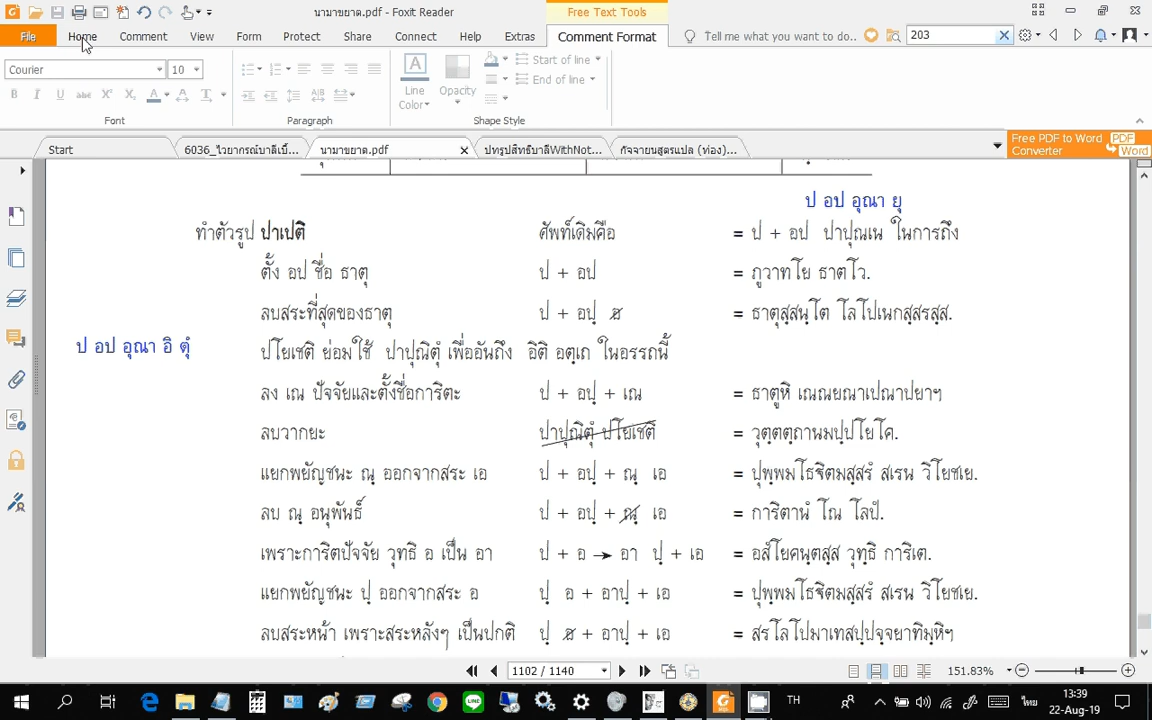 นามาขยาต.pdf - Foxit Reader
Free Text Tools
File Home Comment View Form Protect Share Connect Help Extras Comment Format Tell me what you want to do.. 203
Courier 10 Start of line
Line Color Opacity End of line
B I U abc X² X₂ A
Font Paragraph Shape Style
Start 6036_ไวยากรณ์บาลีเบื้... นามาขยาต.pdf ปทรูปสิทธิบาลีWithNot... กัจจายนสูตรแปล (ท่อง)...
Free PDF to Word Converter PDF Word
ป อป อุณา ยุ
ทำตัวรูป ปาเปติ ศัพท์เดิมคือ = ป + อป ปาปุณเน ในการถึง
ตั้ง อป ชื่อ ธาตุ ป + อป = ภูวาทโย ธาตโว.
ลบสระที่สุดของธาตุ ป + อปฺ อ = ธาตุสฺสนฺโต โลโปเนกสฺสรสฺส.
ป อป อุณา อิ ตุํ ปโยเชติ ย่อมใช้ ปาปุณิตุํ เพื่ออันถึง อิติ อตฺเถ ในอรรถนี้
ลง เณ ปัจจัยและตั้งชื่อการิตะ ป + อปฺ + เณ = ธาตูหิ เณณยณาเปณาปยาฯ
ลบวากยะ ปาปุณิตุํ ปโยเชติ = วุตฺตตฺถานมปฺปโยโค.
แยกพยัญชนะ ณฺ ออกจากสระ เอ ป + อปฺ + ณฺ เอ = ปุพฺพมโธฐิตมสฺสรํ สเรน วิโยชเย.
ลบ ณฺ อนุพันธ์ ป + อปฺ + ณฺ เอ = การิตานํ โณ โลปํ.
เพราะการิตปัจจัย วุทธิ อ เป็น อา ป + อ → อา ปฺ + เอ = อสํโยคนฺตสฺส วุทฺธิ การิเต.
แยกพยัญชนะ ปฺ ออกจากสระ อ ปฺ อ + อาปฺ + เอ = ปุพฺพมโธฐิตมสฺสรํ สเรน วิโยชเย.
ลบสระหน้า เพราะสระหลังๆ เป็นปกติ ปฺ อ + อาปฺ + เอ = สรโลโปมาเทสปฺปจฺจยาทิมฺหิฯ
1102 / 1140 151.83%
TH ไทย 13:39
22-Aug-19